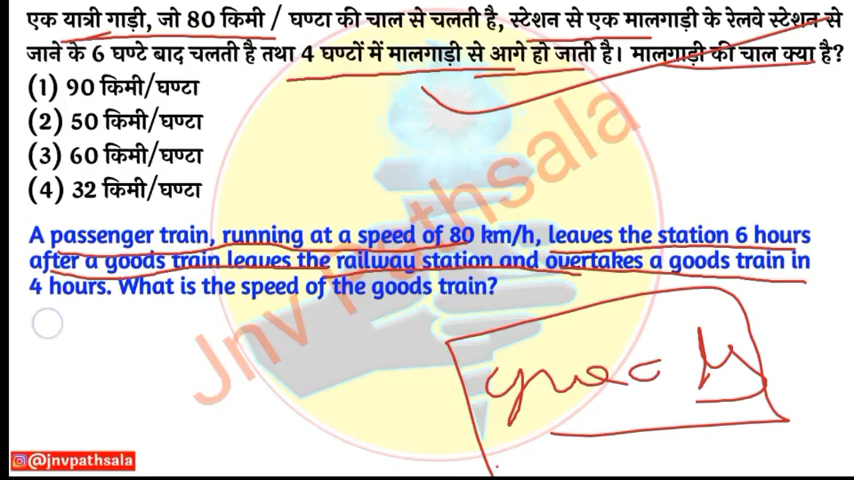 एक यात्री गाड़ी, जो 80 किमी / घण्टा की चाल से चलती है, स्टेशन से एक मालगाड़ी के रेलवे स्टेशन से
जाने के 6 घण्टे बाद चलती है तथा 4 घण्टों में मालगाड़ी से आगे हो जाती है। मालगाड़ी की चाल क्या है?
(1) 90 किमी/घण्टा
(2) 50 किमी/घण्टा
(3) 60 किमी/घण्टा
(4) 32 किमी/घण्टा
A passenger train, running at a speed of 80 km/h, leaves the station 6 hours
after a goods train leaves the railway station and overtakes a goods train in
4 hours. What is the speed of the goods train?
Jnv Pathsala
@jnvpathsala